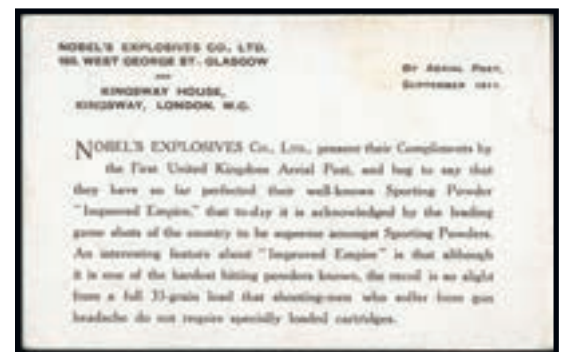 NOBEL'S EXPLOSIVES CO., LTD.
195, WEST GEORGE ST., GLASGOW
AND
KINGSWAY HOUSE,
KINGSWAY, LONDON, W.C.
BY AERIAL POST,
SEPTEMBER 1911.
NOBEL'S EXPLOSIVES Co., Ltd., present their Compliments by
the First United Kingdom Aerial Post, and beg to say that
they have so far perfected their well-known Sporting Powder
"Improved Empire," that to-day it is acknowledged by the leading
game shots of the country to be supreme amongst Sporting Powders.
An interesting feature about "Improved Empire" is that although
it is one of the hardest hitting powders known, the recoil is so slight
from a full 33-grain load that shooting-men who suffer from gun
headache do not require specially loaded cartridges.